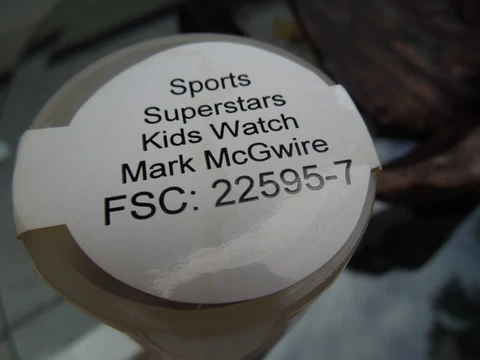 Sports
Superstars
Kids Watch
Mark McGwire
FSC: 22595-7